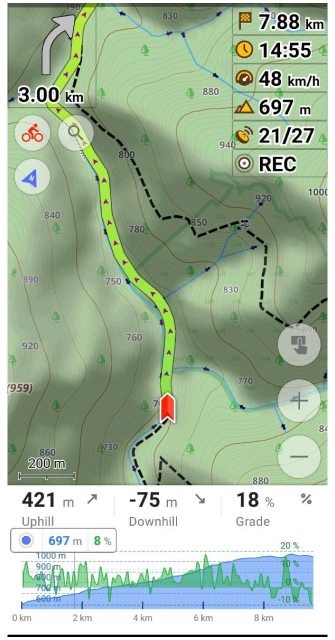 790
830
7.88 km
14:55
3.00 km
48 km/h
880
697 m
21/27
940
800
REC
920
1000
840
850
780
750
890
830
760
920
770
(959)
730
860
880
200 m
421 m
-75 m
18 %
%
Uphill
Downhill
Grade
697 m 8 %
20 %
1000 m
900 m
10 %
800 m
700 m
0 %
600 m
-10 %
0 km
2 km
4 km
6 km
8 km